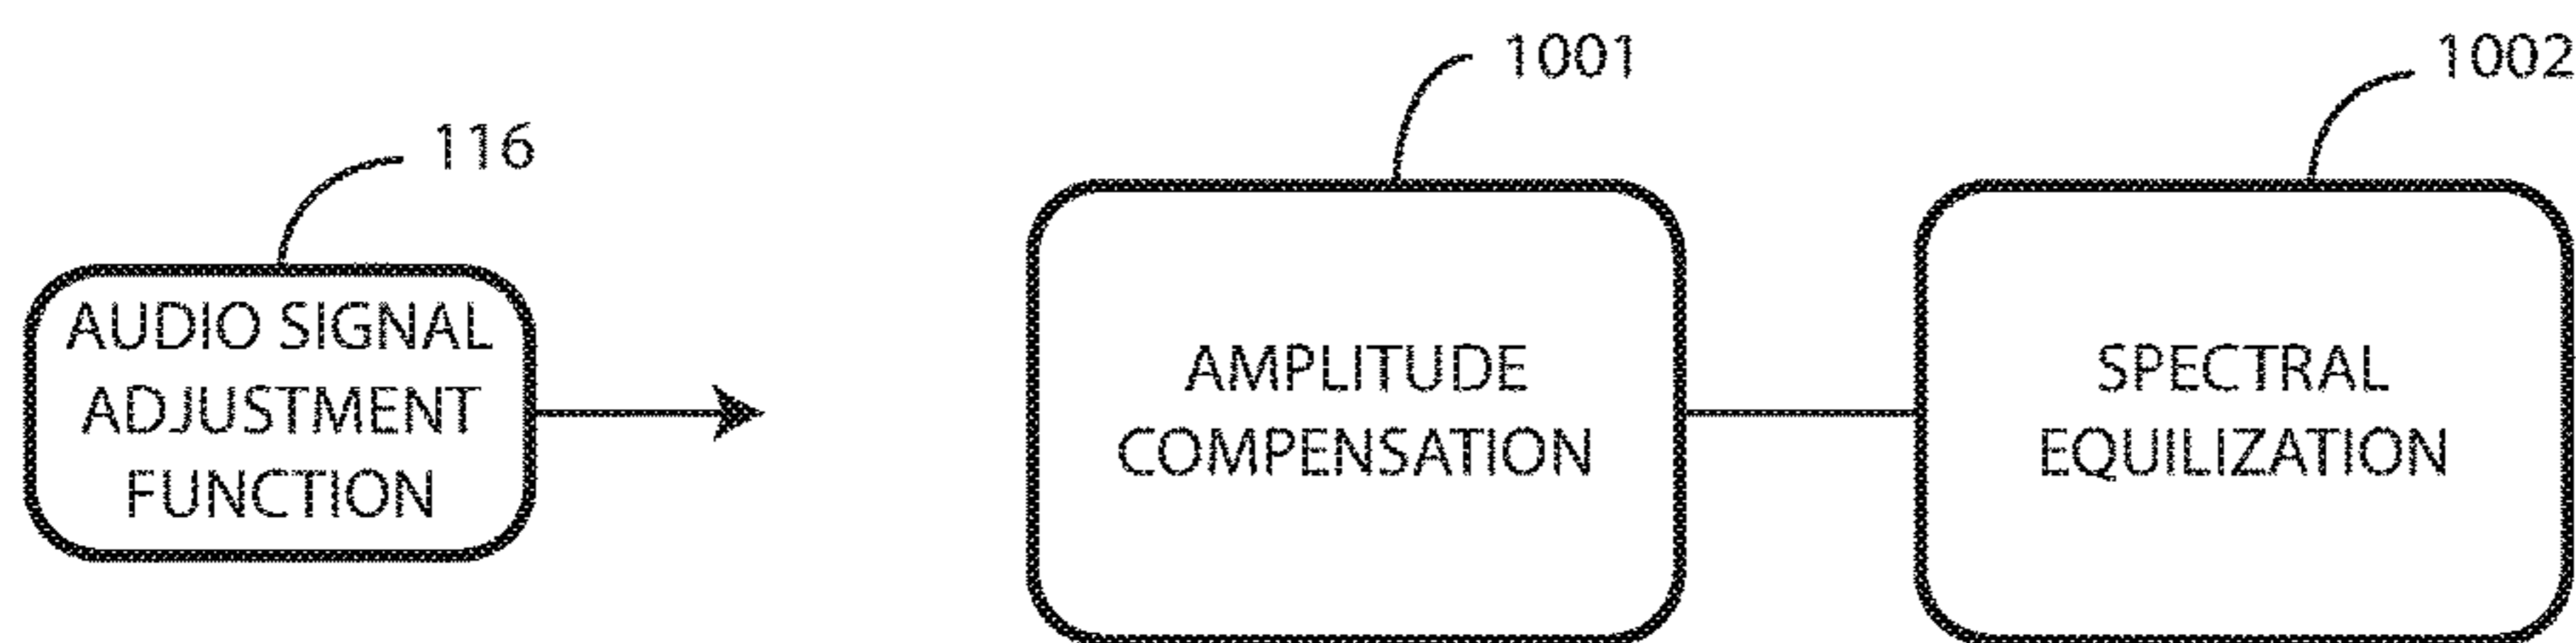 116
AUDIO SIGNAL
ADJUSTMENT
FUNCTION
1001
AMPLITUDE
COMPENSATION
1002
SPECTRAL
EQUILIZATION